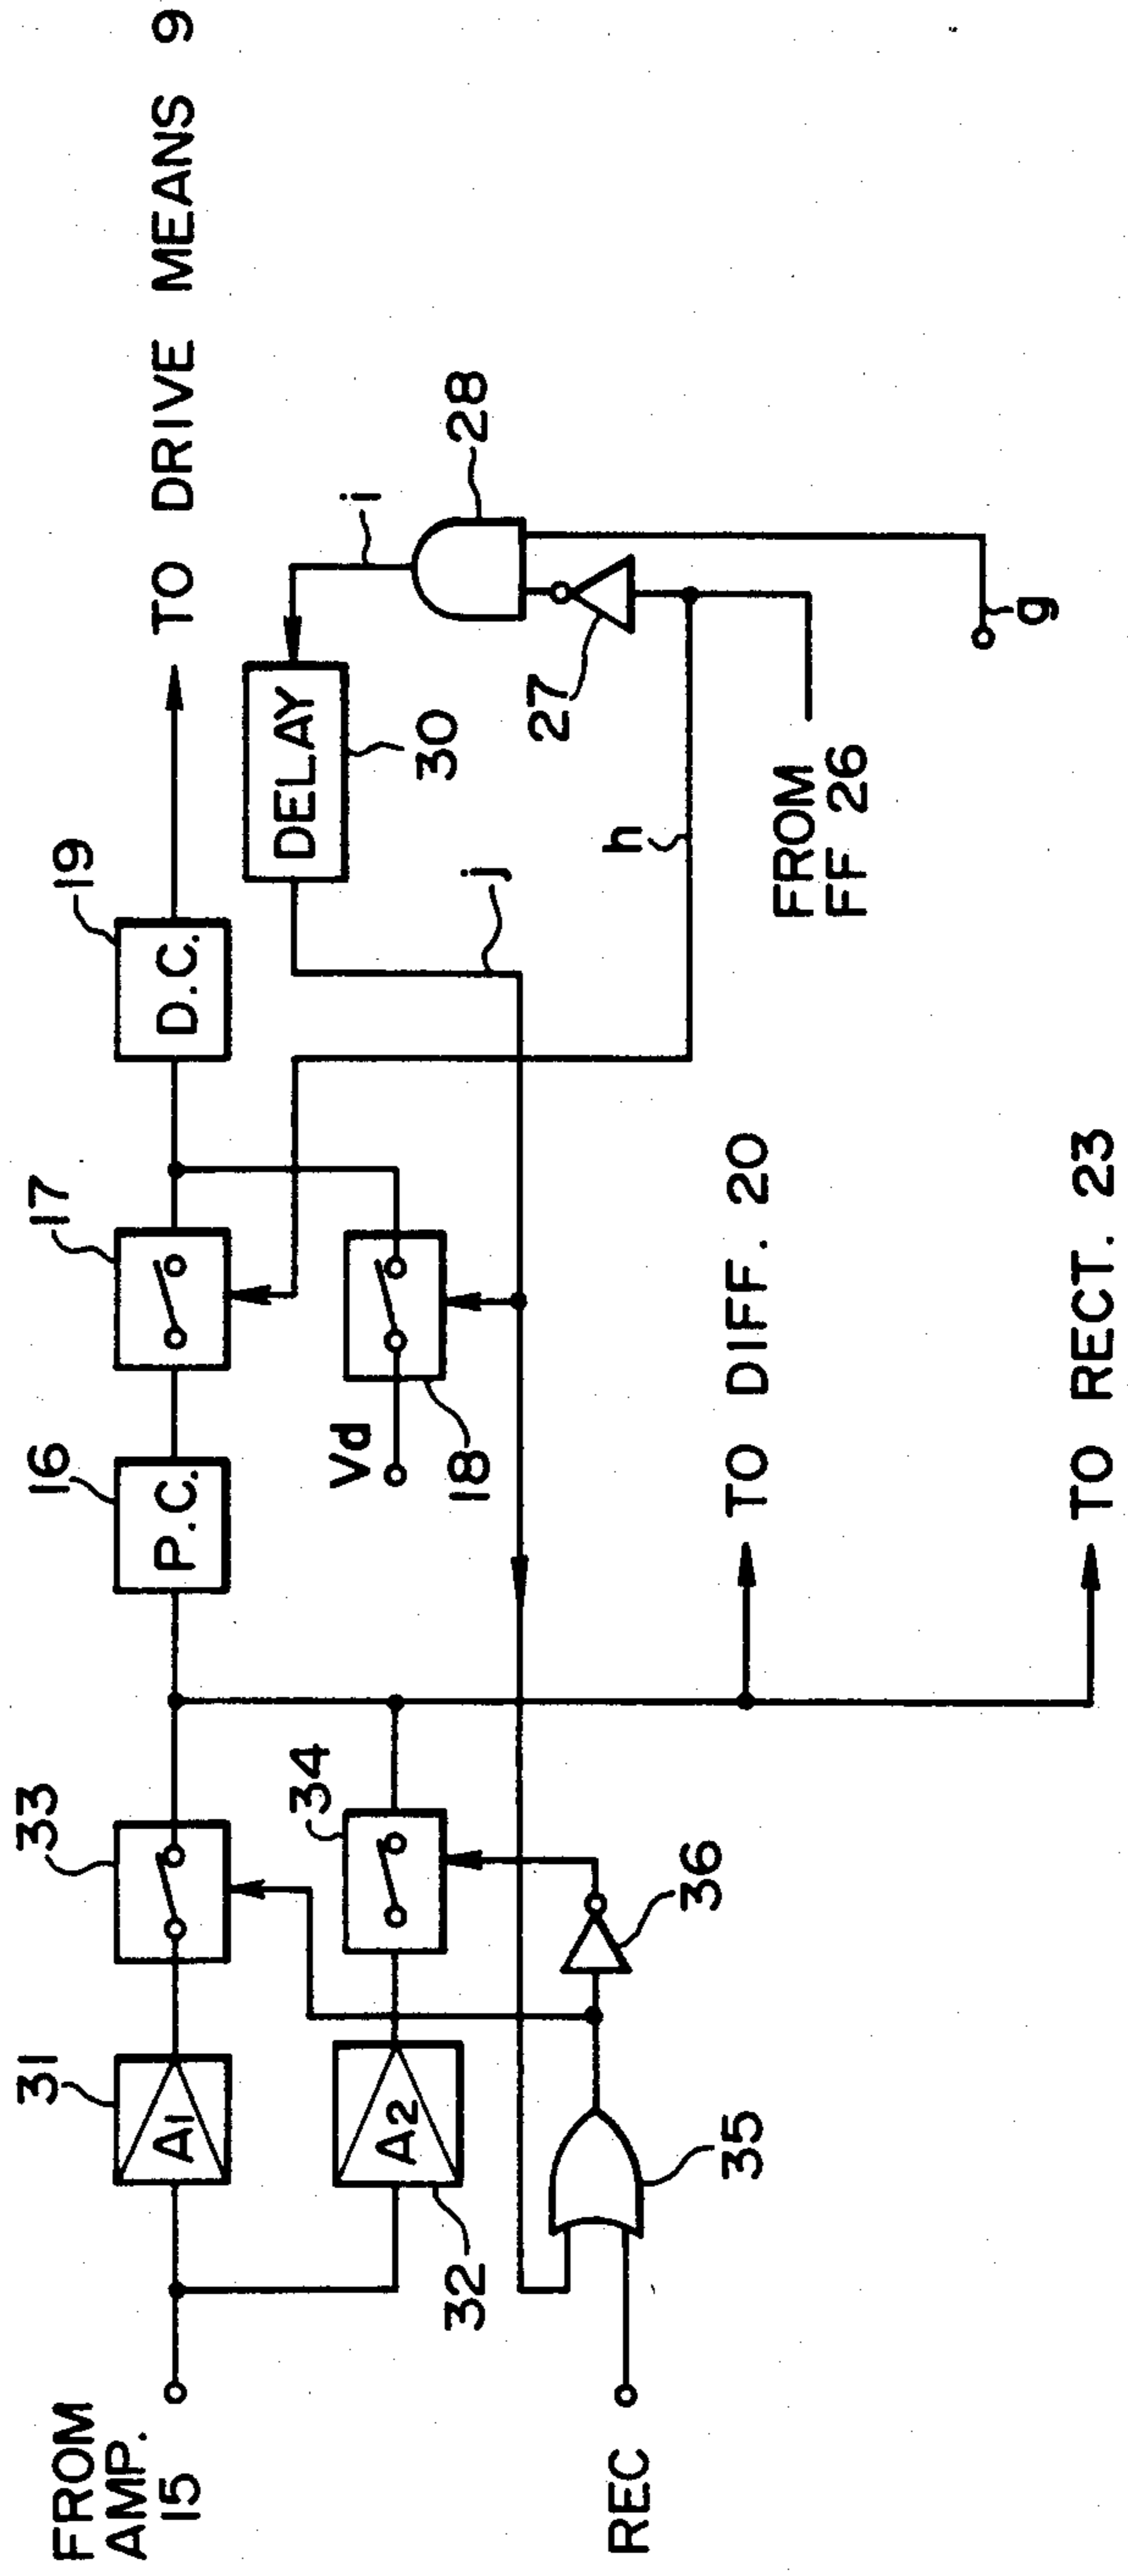 FROM
AMP.
15
31
A1
33
16
P.C.
17
19
D.C.
TO DRIVE MEANS 9
32
A2
34
Vd
18
DELAY
30
i
28
j
27
h
FROM
FF 26
g
REC
35
36
TO DIFF. 20
TO RECT. 23